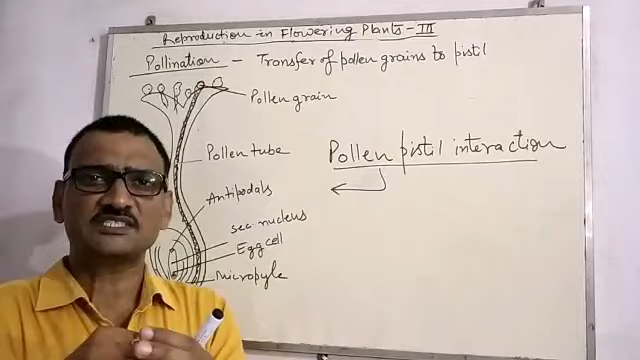 Reproduction in Flowering Plants-III
Pollination - Transfer of pollen grains to pistil
Pollen grain
Pollen pistil interaction
Pollen tube
Antipodals
sec. nucleus
Egg cell
Micropyle